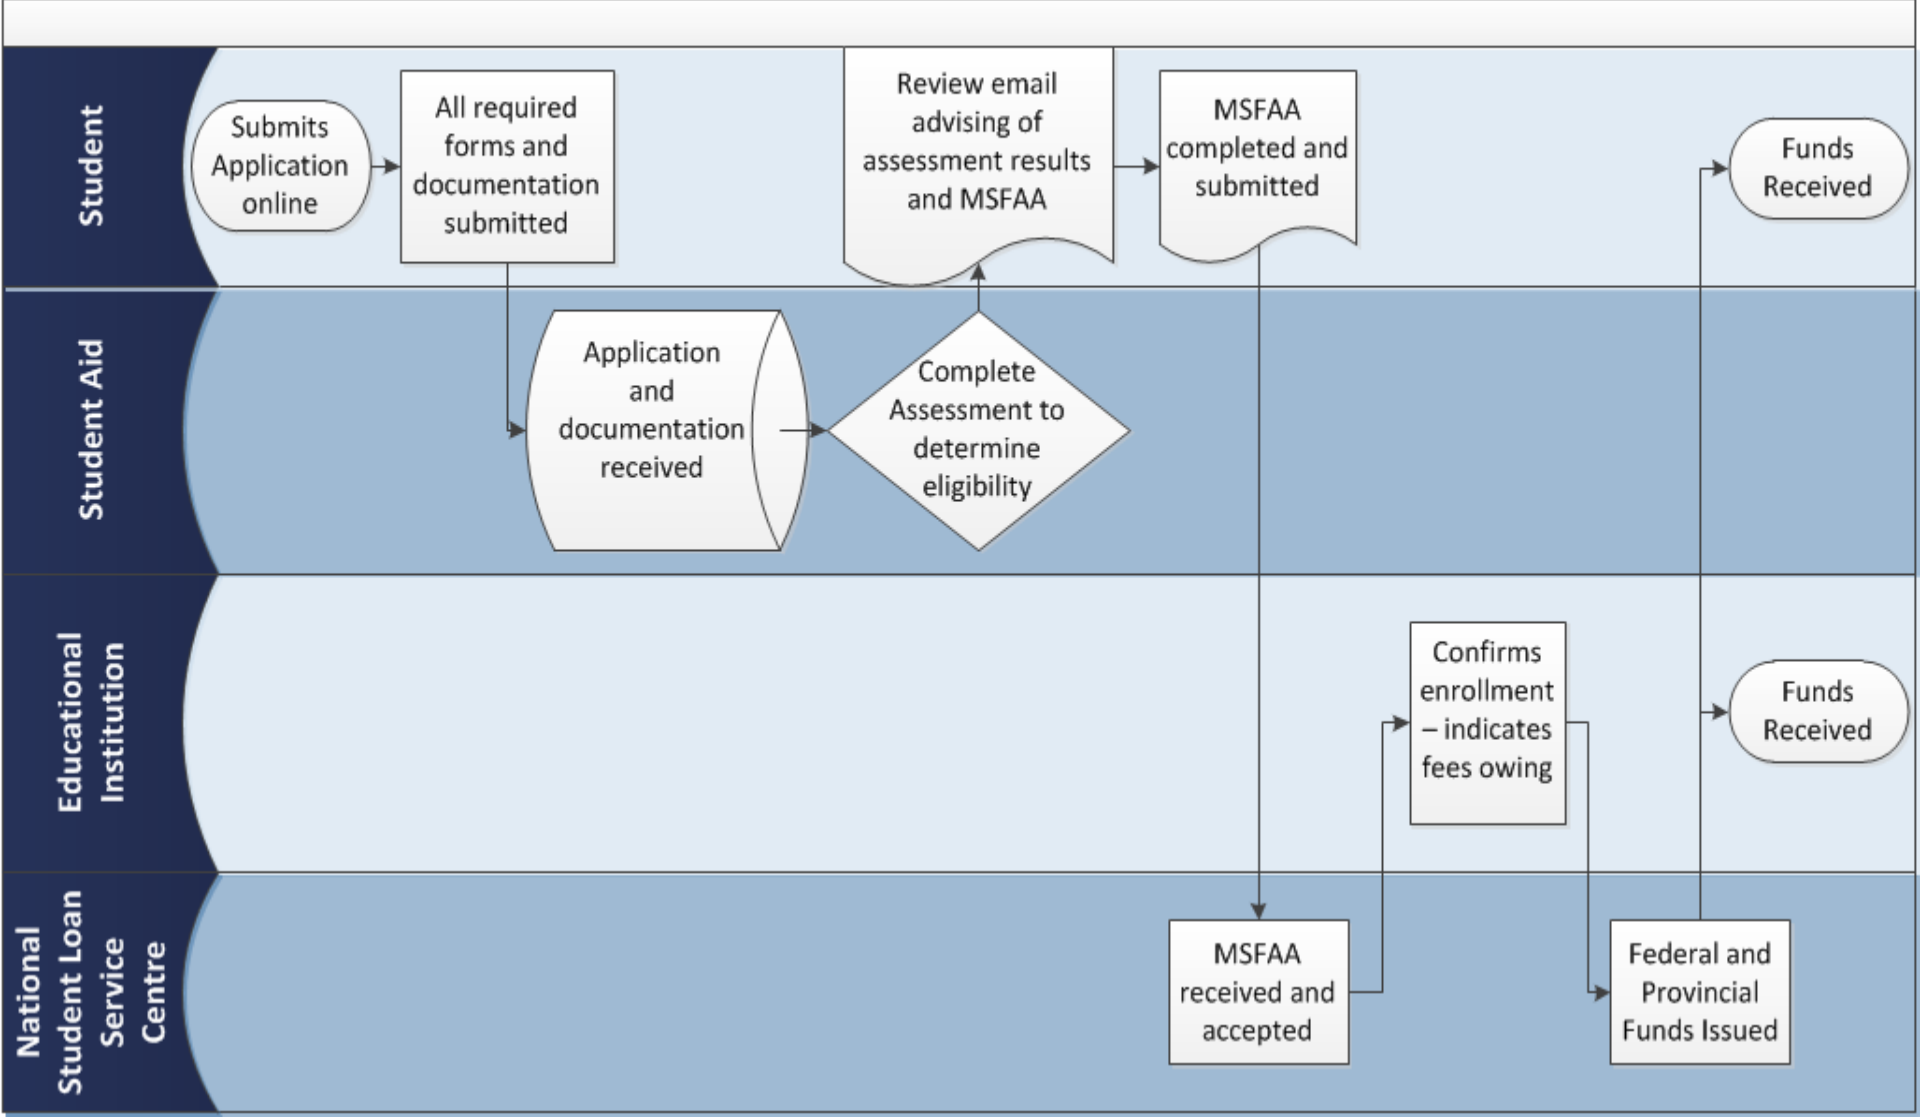 Student
Submits
Application
online
All required
forms and
documentation
submitted
Review email
advising of
assessment results
and MSFAA
MSFAA
completed and
submitted
Funds
Received
Student Aid
Application
and
documentation
received
Complete
Assessment to
determine
eligibility
Educational
Institution
Confirms
enrollment
– indicates
fees owing
Funds
Received
National
Student Loan
Service
Centre
MSFAA
received and
accepted
Federal and
Provincial
Funds Issued